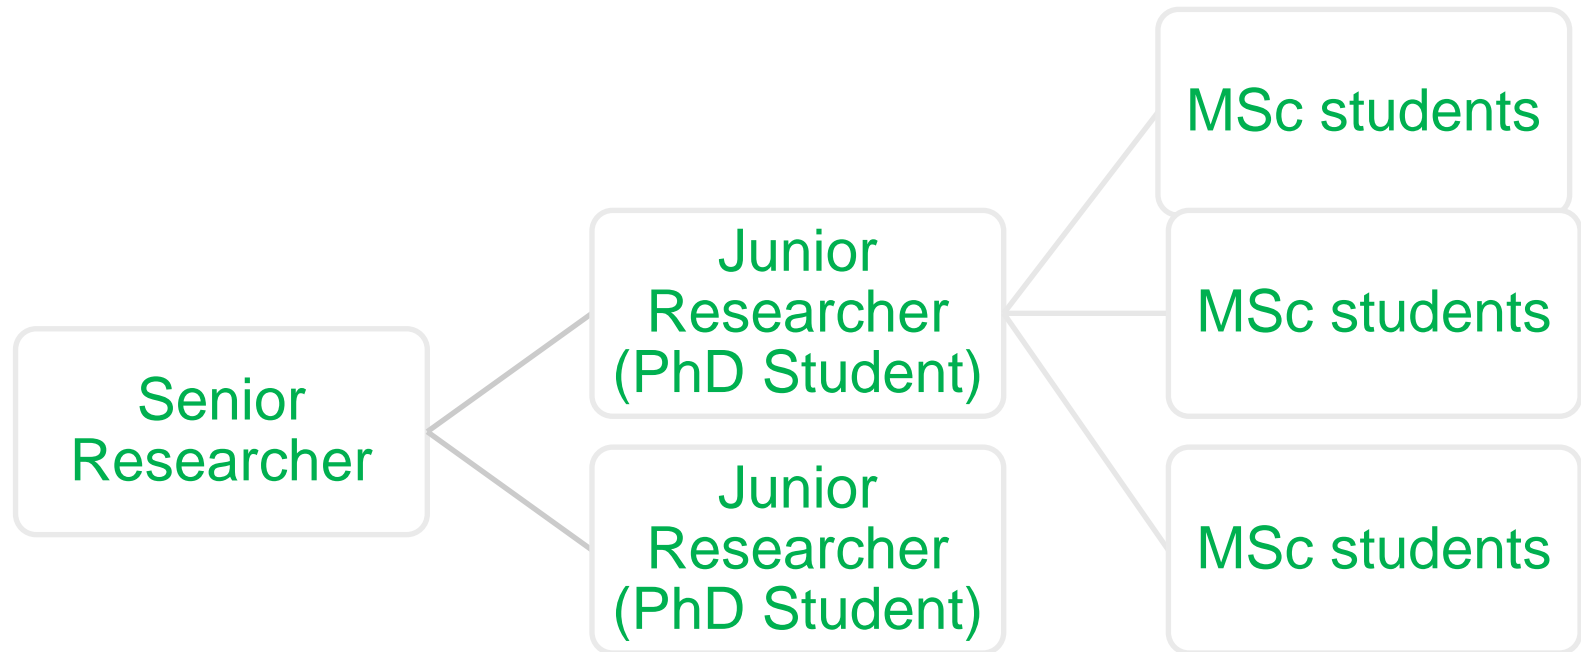 Senior
Researcher
Junior
Researcher
(PhD Student)
Junior
Researcher
(PhD Student)
MSc students
MSc students
MSc students